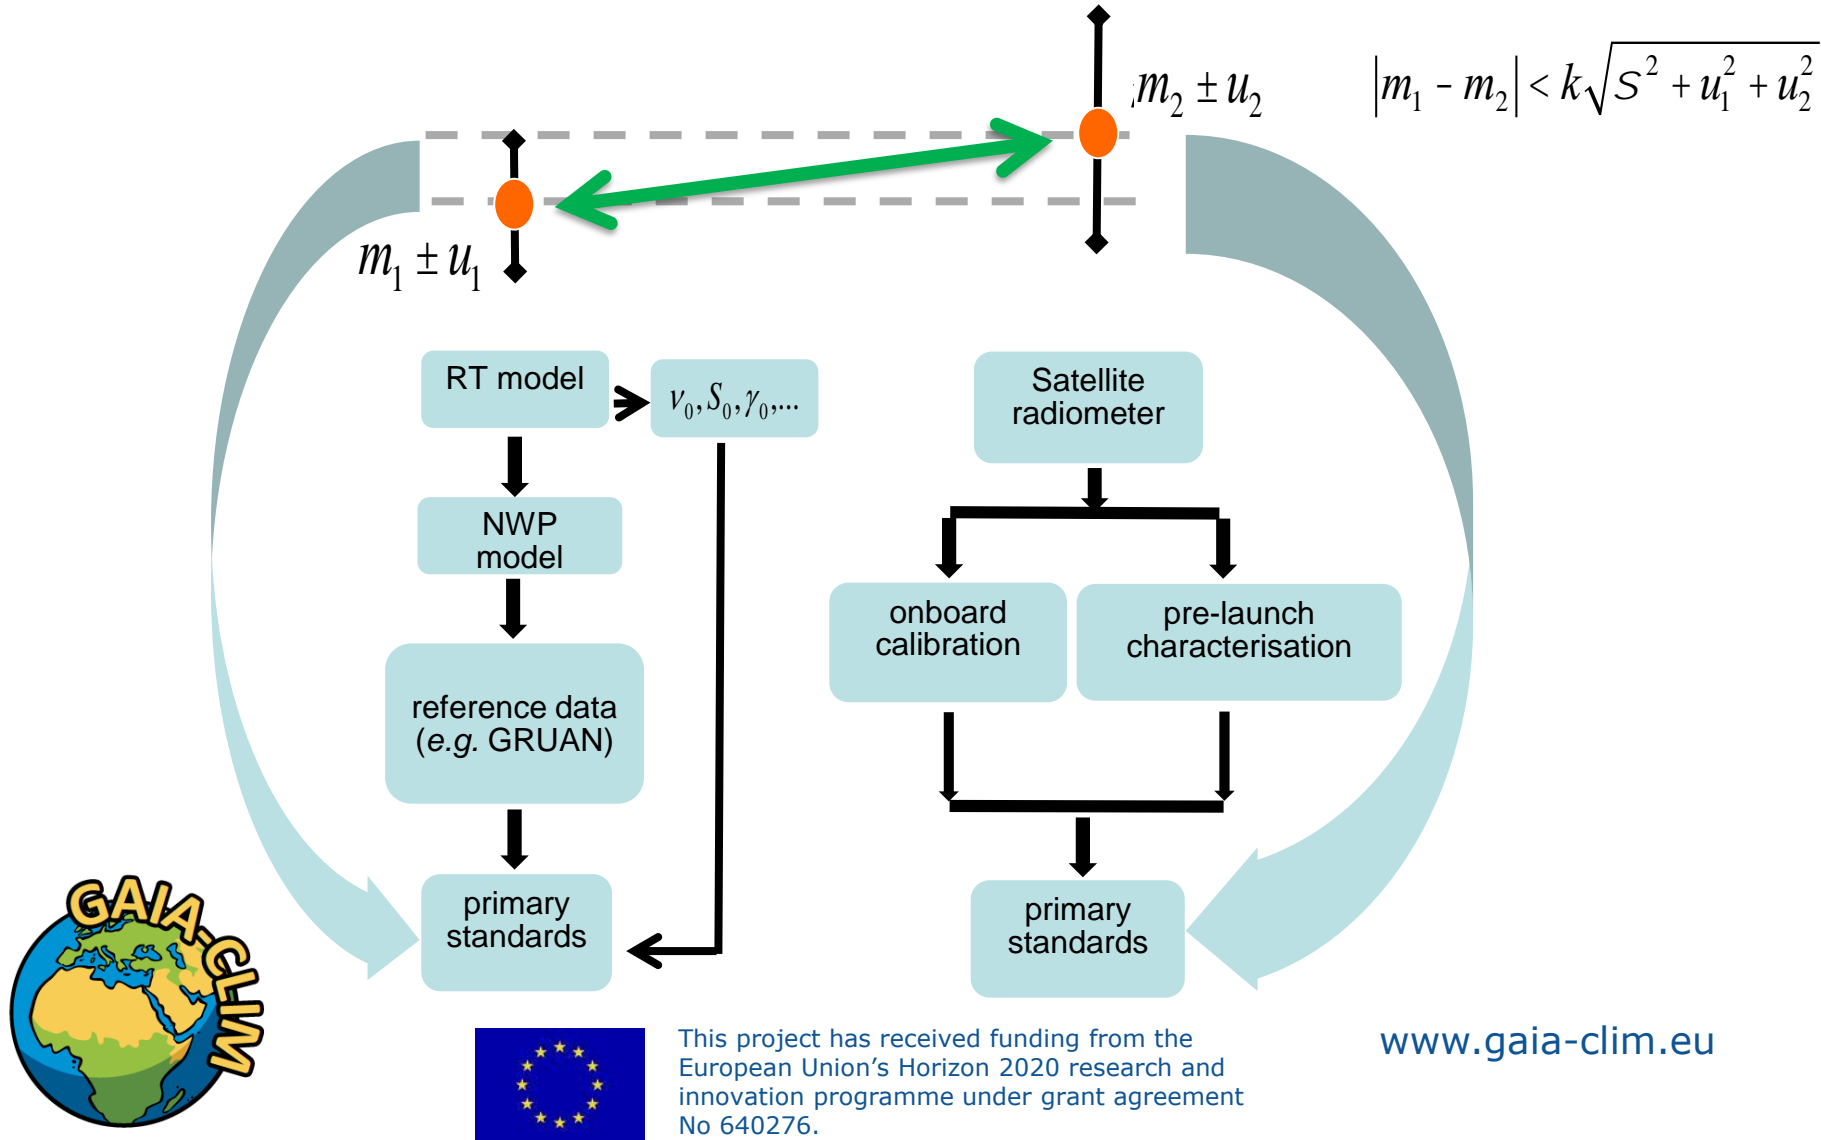 m₂ ± u₂
|m₁ - m₂| < k√(S² + u₁² + u₂²)
m₁ ± u₁
RT model
ν₀, S₀, γ₀,...
NWP
model
reference data
(e.g. GRUAN)
primary
standards
Satellite
radiometer
onboard
calibration
pre-launch
characterisation
primary
standards
GAIA-CLIM
This project has received funding from the
European Union’s Horizon 2020 research and
innovation programme under grant agreement
No 640276.
www.gaia-clim.eu